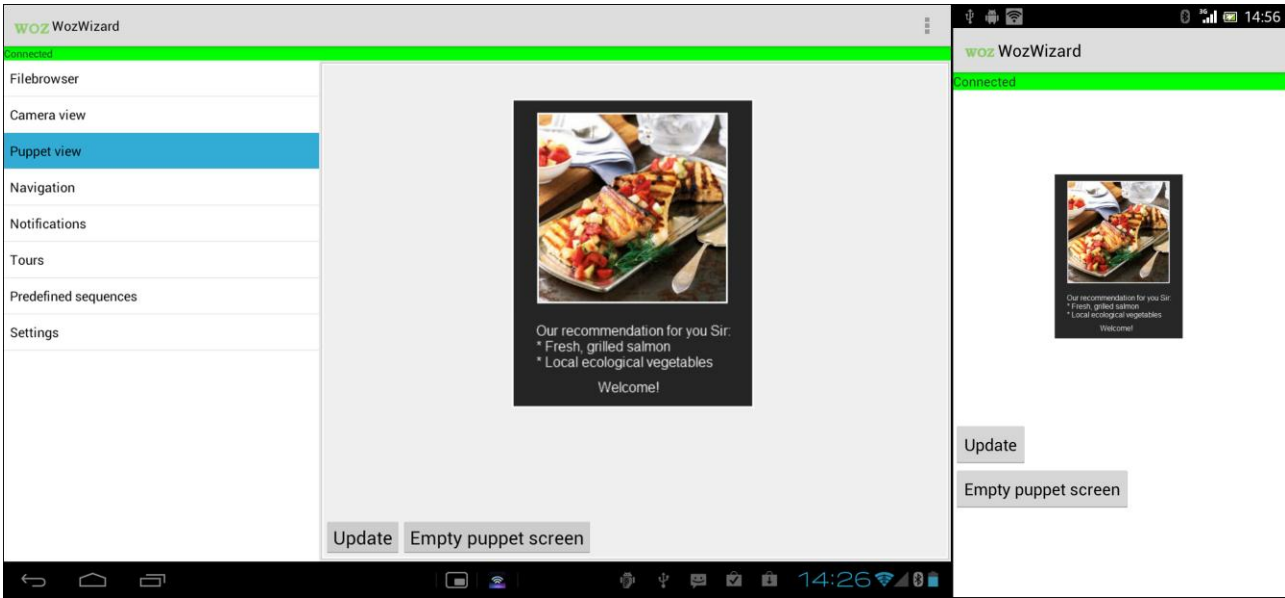 woz WozWizard
Connected
Filebrowser
Camera view
Puppet view
Navigation
Notifications
Tours
Predefined sequences
Settings
Our recommendation for you Sir:
* Fresh, grilled salmon
* Local ecological vegetables
Welcome!
Update Empty puppet screen
14:26
3G 14:56
woz WozWizard
Connected
Our recommendation for you Sir:
* Fresh, grilled salmon
* Local ecological vegetables
Welcome!
Update
Empty puppet screen